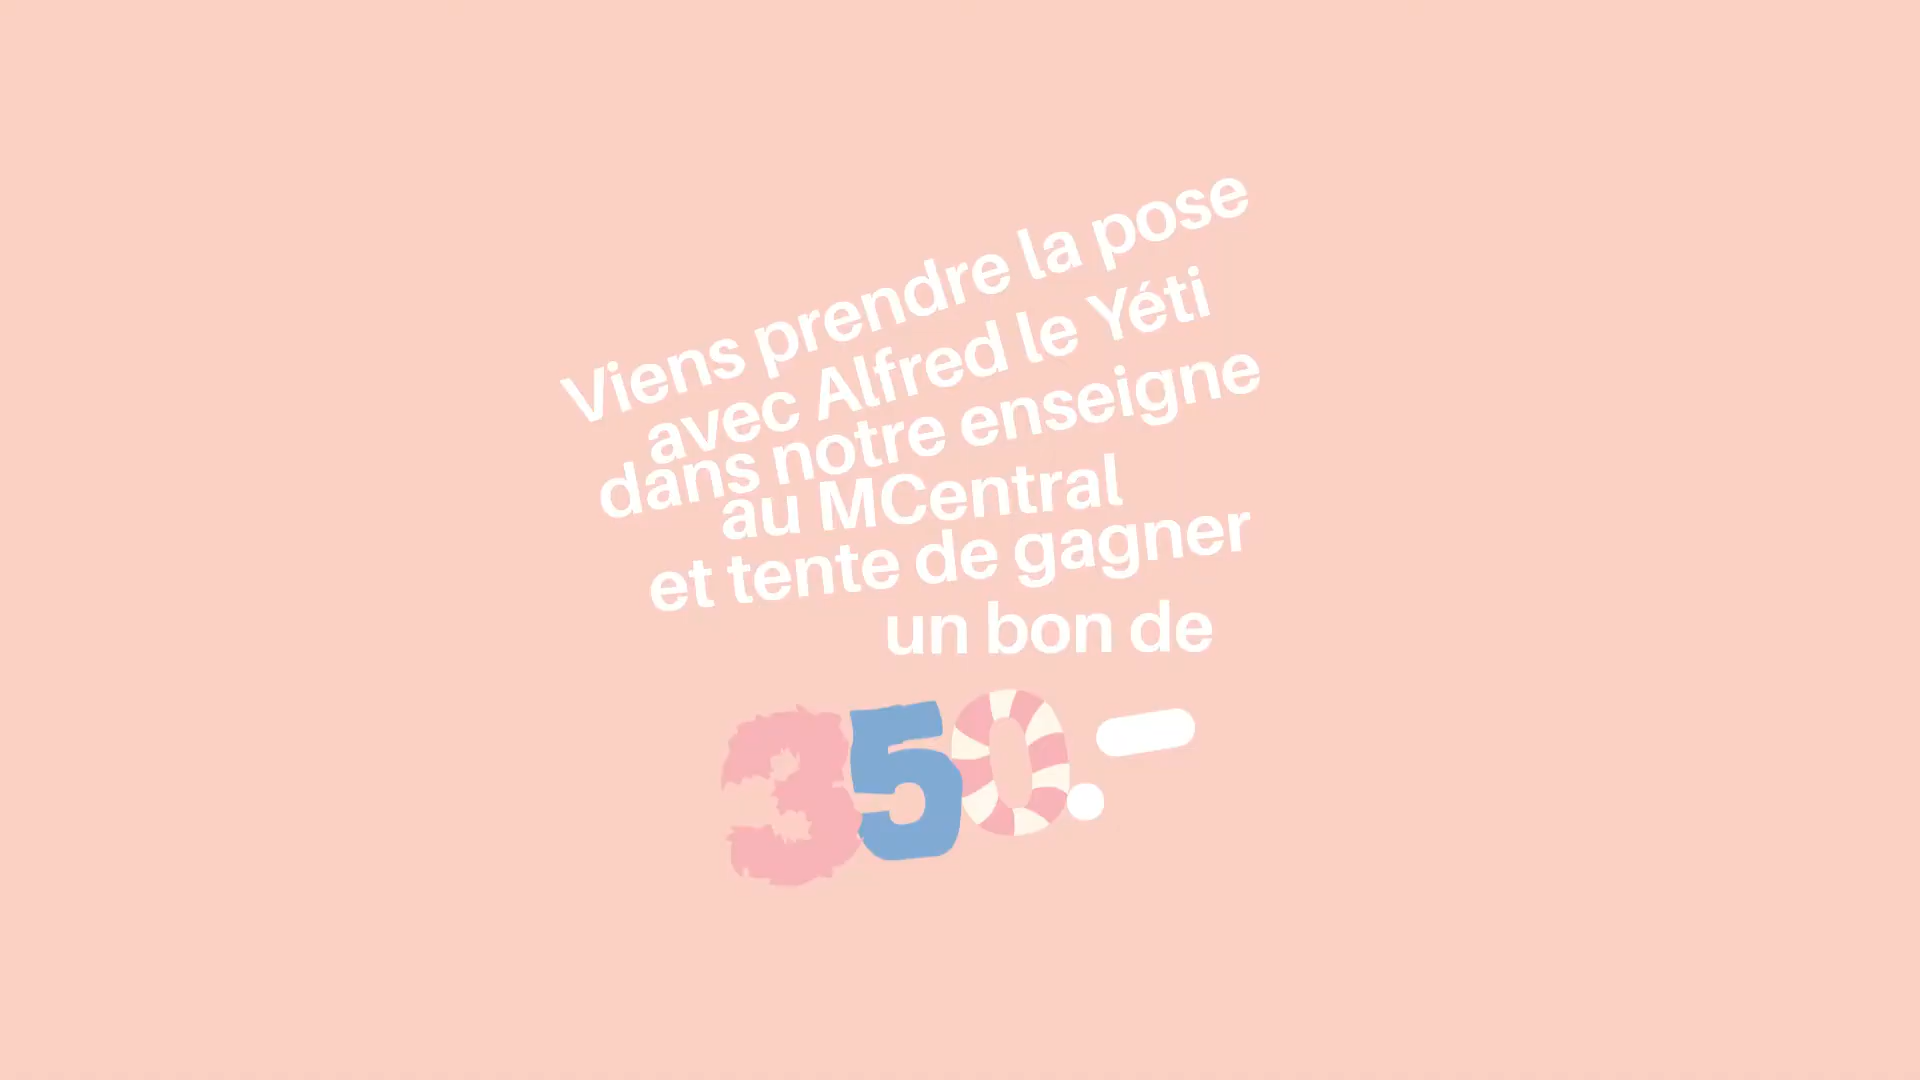 Viens prendre la pose
avec Alfred le Yéti
dans notre enseigne
au MCentral
et tente de gagner
un bon de
350.–